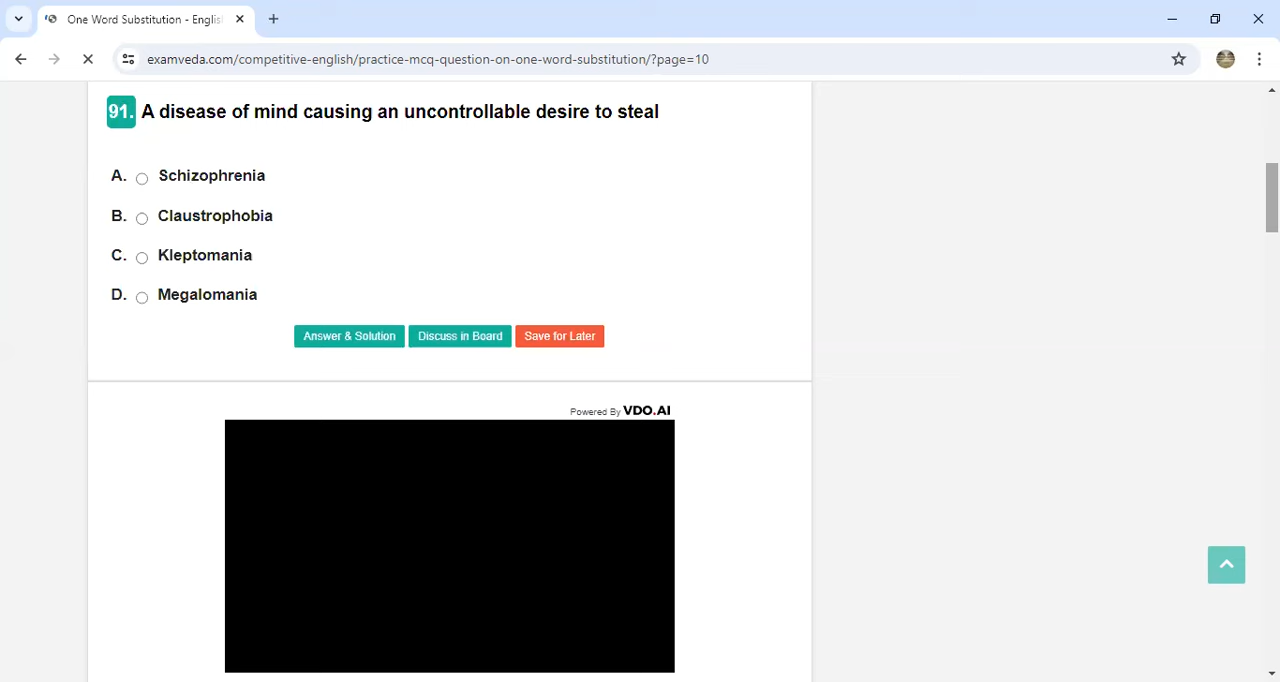 One Word Substitution - Englis
examveda.com/competitive-english/practice-mcq-question-on-one-word-substitution/?page=10
91. A disease of mind causing an uncontrollable desire to steal
A. Schizophrenia
B. Claustrophobia
C. Kleptomania
D. Megalomania
Answer & Solution Discuss in Board Save for Later
Powered By VDO.AI